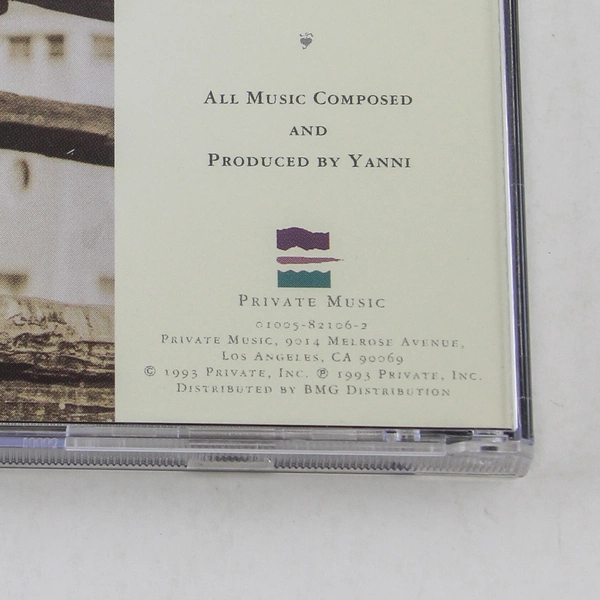 All Music Composed
and
Produced by Yanni
Private Music
01005-82106-2
Private Music, 9014 Melrose Avenue,
Los Angeles, CA 90069
© 1993 Private, Inc. ℗ 1993 Private, Inc.
Distributed by BMG Distribution